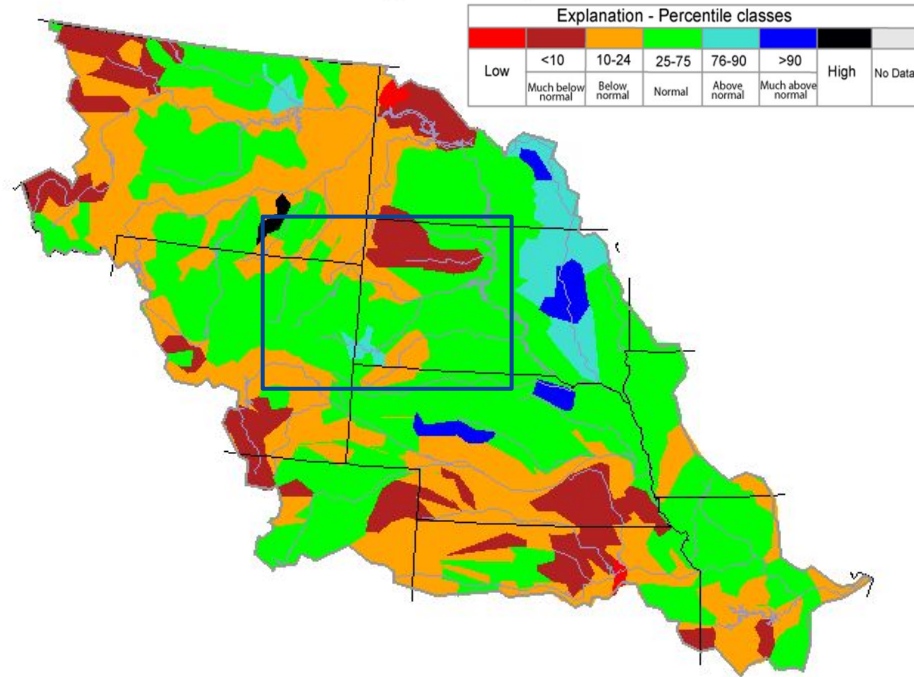 Explanation - Percentile classes
Low <10 10-24 25-75 76-90 >90 High No Data
Much below normal Below normal Normal Above normal Much above normal